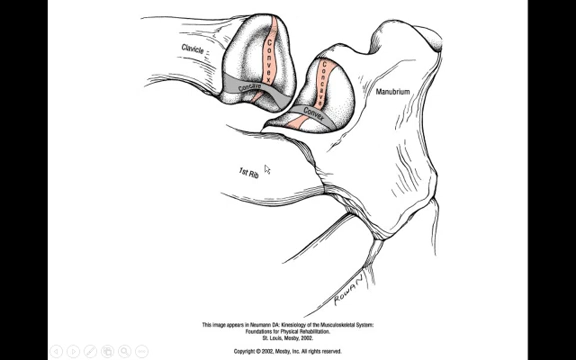 Clavicle
Convex
Concave
Concave
Convex
Manubrium
1st Rib
ROWAN
This image appears in Neumann DA: Kinesiology of the Musculoskeletal System:
Foundations for Physical Rehabilitation.
St. Louis, Mosby, 2002.
Copyright © 2002, Mosby, Inc. All rights reserved.